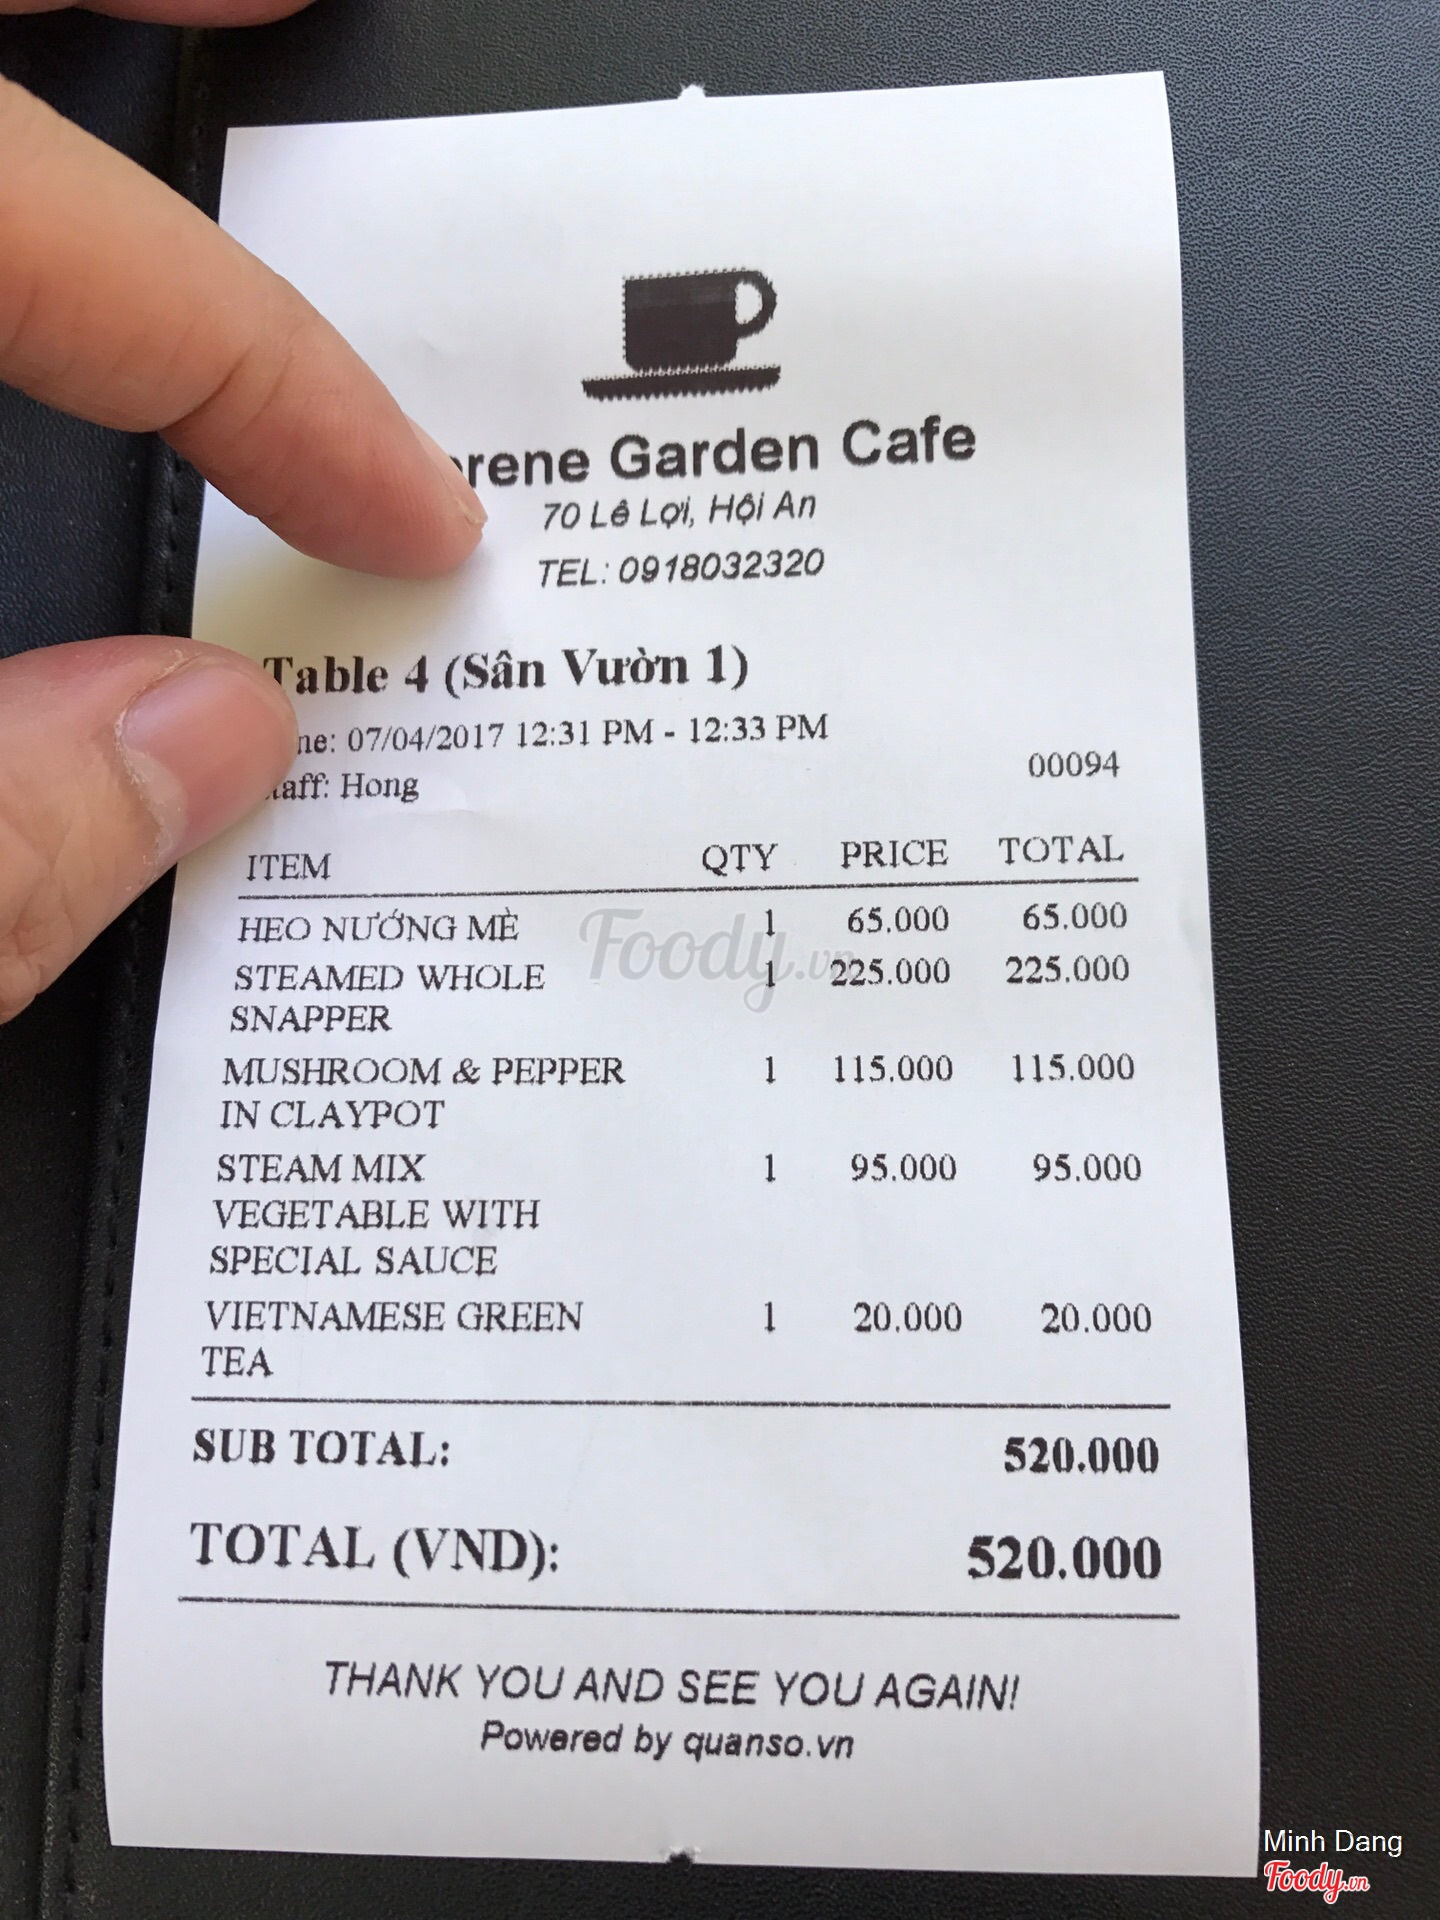 Garden Cafe
70 Lê Lợi, Hội An
TEL: 0918032320
Table 4 (Sân Vườn 1)
07/04/2017 12:31 PM - 12:33 PM
00094
Hong
ITEM QTY PRICE TOTAL
HEO NƯỚNG MÈ 1 65.000 65.000
STEAMED WHOLE 1 225.000 225.000
SNAPPER
MUSHROOM & PEPPER 1 115.000 115.000
IN CLAYPOT
STEAM MIX 1 95.000 95.000
VEGETABLE WITH
SPECIAL SAUCE
VIETNAMESE GREEN 1 20.000 20.000
TEA
SUB TOTAL: 520.000
TOTAL (VND): 520.000
THANK YOU AND SEE YOU AGAIN!
Powered by quanso.vn
Foody.vn
Minh Dang
Foody.vn